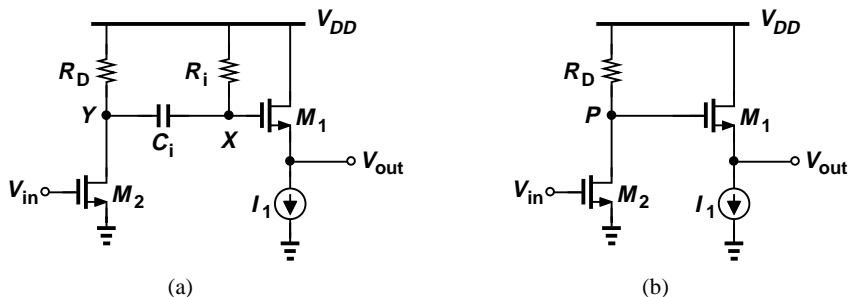 V_DD
R_D
R_i
Y
C_i
X
M_1
V_out
V_in
M_2
I_1
(a)
V_DD
R_D
P
M_1
V_out
V_in
M_2
I_1
(b)